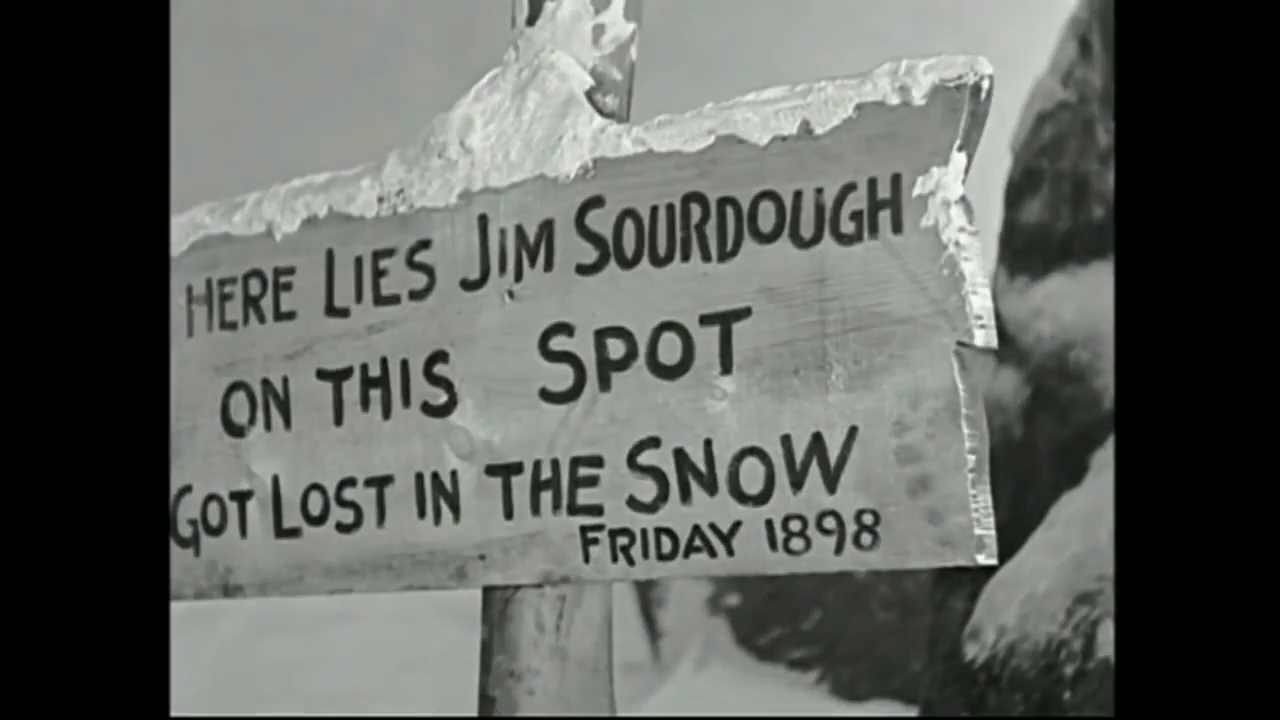 HERE LIES JIM SOURDOUGH
ON THIS SPOT
GOT LOST IN THE SNOW
FRIDAY 1898